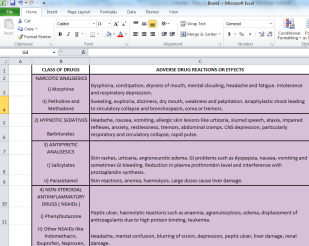 Book1 - Microsoft Excel
File Home Insert Page Layout Formulas Data Review View
Cut
Copy
Format Painter
Clipboard
Calibri 11
Font
Wrap Text
Merge & Center
Alignment
General
Number
Conditional Format
Formatting as Ta
G4
A B C
1 CLASS OF DRUGS ADVERSE DRUG REACTIONS OR EFFECTS
2 NARCOTIC ANALGESICS
3 i) Morphine Dysphoria, constipation, dryness of mouth, mental clouding, headache and fatigue. Intolerance
and respiratory depression.
4 ii) Pethidine and Methadone Sweating, euphoria, dizziness, dry mouth, weakness and palpitation. Anaphylactic shock leading
to circulatory collapse and bronchospasm, coma or tremors.
5 2) HYPNOTIC SEDATIVES Headache, nausea, vomiting, allergic skin lesions like urticaria, slurred speech, ataxia, impaired
6 Barbiturates reflexes, anxiety, restlessness, tremors, abdominal cramps. CNS depression, particularly
respiratory and circulatory collapse, rapid pulse.
7 3) ANTIPYRETIC
ANALGESICS
8 i) Salicylate Skin rashes, urticaria, angioneurotic edema. GI problems such as dyspepsia, nausea, vomiting and
sometimes GI bleeding. Reduction in plasma prothrombin level and interference with
prostaglandin synthesis.
9 ii) Paracetamol Skin reactions, anemia, haemolysis. Large doses cause liver damage.
10 4) NON-STEROIDAL
ANTIINFLAMMATORY
DRUGS ( NSAIDs )
i) Phenylbutazone Peptic ulcer, haemolytic reactions such as anaemia, agranulocytosis, edema, displacement of
anticoagulants due to high protein binding, leukemia.
11 ii) Other NSAIDs like
Indomethacin, Headache, mental confusion, blurring of vision, depression, peptic ulcer, liver damage, renal
Ibuprofen, Naproxen, damage.